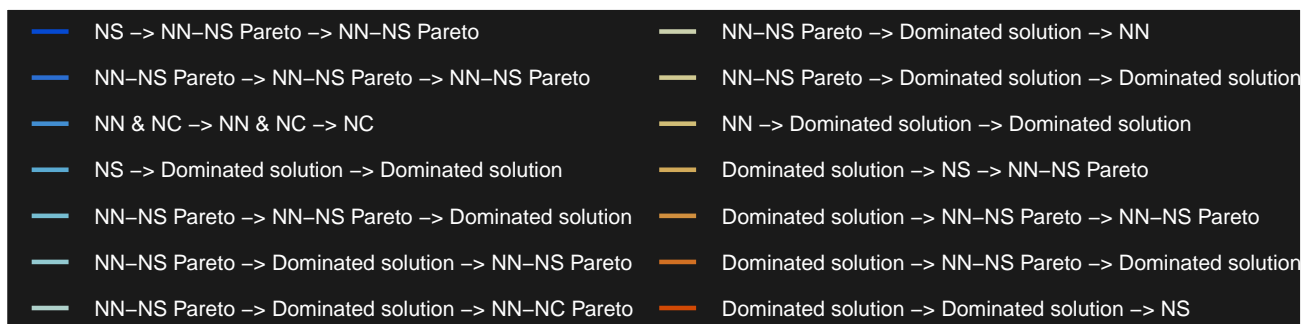 NS −> NN−NS Pareto −> NN−NS Pareto
NN−NS Pareto −> NN−NS Pareto −> NN−NS Pareto
NN & NC −> NN & NC −> NC
NS −> Dominated solution −> Dominated solution
NN−NS Pareto −> NN−NS Pareto −> Dominated solution
NN−NS Pareto −> Dominated solution −> NN−NS Pareto
NN−NS Pareto −> Dominated solution −> NN−NC Pareto
NN−NS Pareto −> Dominated solution −> NN
NN−NS Pareto −> Dominated solution −> Dominated solution
NN −> Dominated solution −> Dominated solution
Dominated solution −> NS −> NN−NS Pareto
Dominated solution −> NN−NS Pareto −> NN−NS Pareto
Dominated solution −> NN−NS Pareto −> Dominated solution
Dominated solution −> Dominated solution −> NS